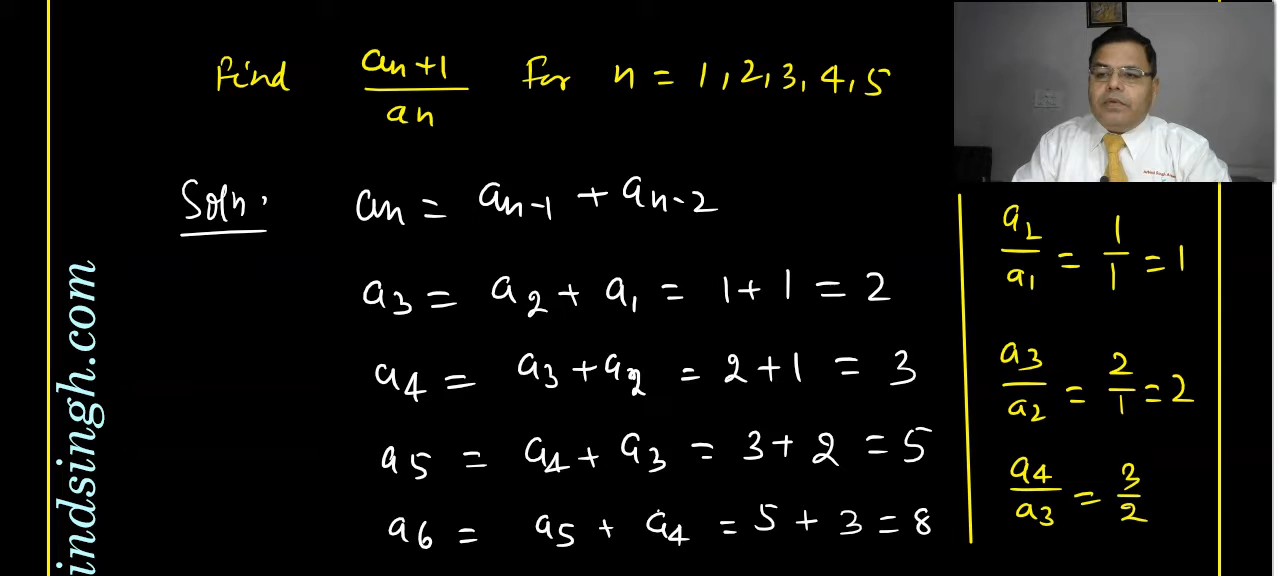 Find an+1/an For n = 1, 2, 3, 4, 5
Soln.
an = an-1 + an-2
a3 = a2 + a1 = 1 + 1 = 2
a4 = a3 + a2 = 2 + 1 = 3
a5 = a4 + a3 = 3 + 2 = 5
a6 = a5 + a4 = 5 + 3 = 8
a2/a1 = 1/1 = 1
a3/a2 = 2/1 = 2
a4/a3 = 3/2
indsingh.com